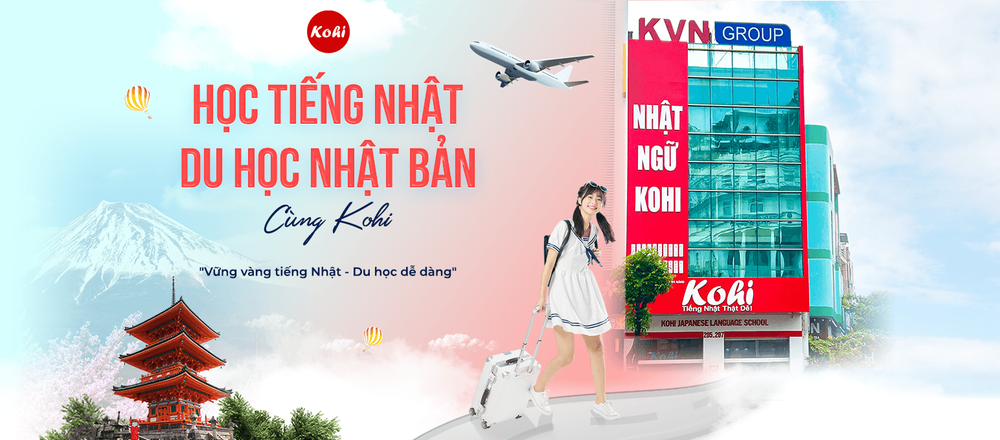 Kohi
HỌC TIẾNG NHẬT
DU HỌC NHẬT BẢN
Cùng Kohi
"Vững vàng tiếng Nhật - Du học dễ dàng"
KVN GROUP
NHẬT
NGỮ
KOHI
Kohi
Tiếng Nhật Thật Dễ!
KOHI JAPANESE LANGUAGE SCHOOL